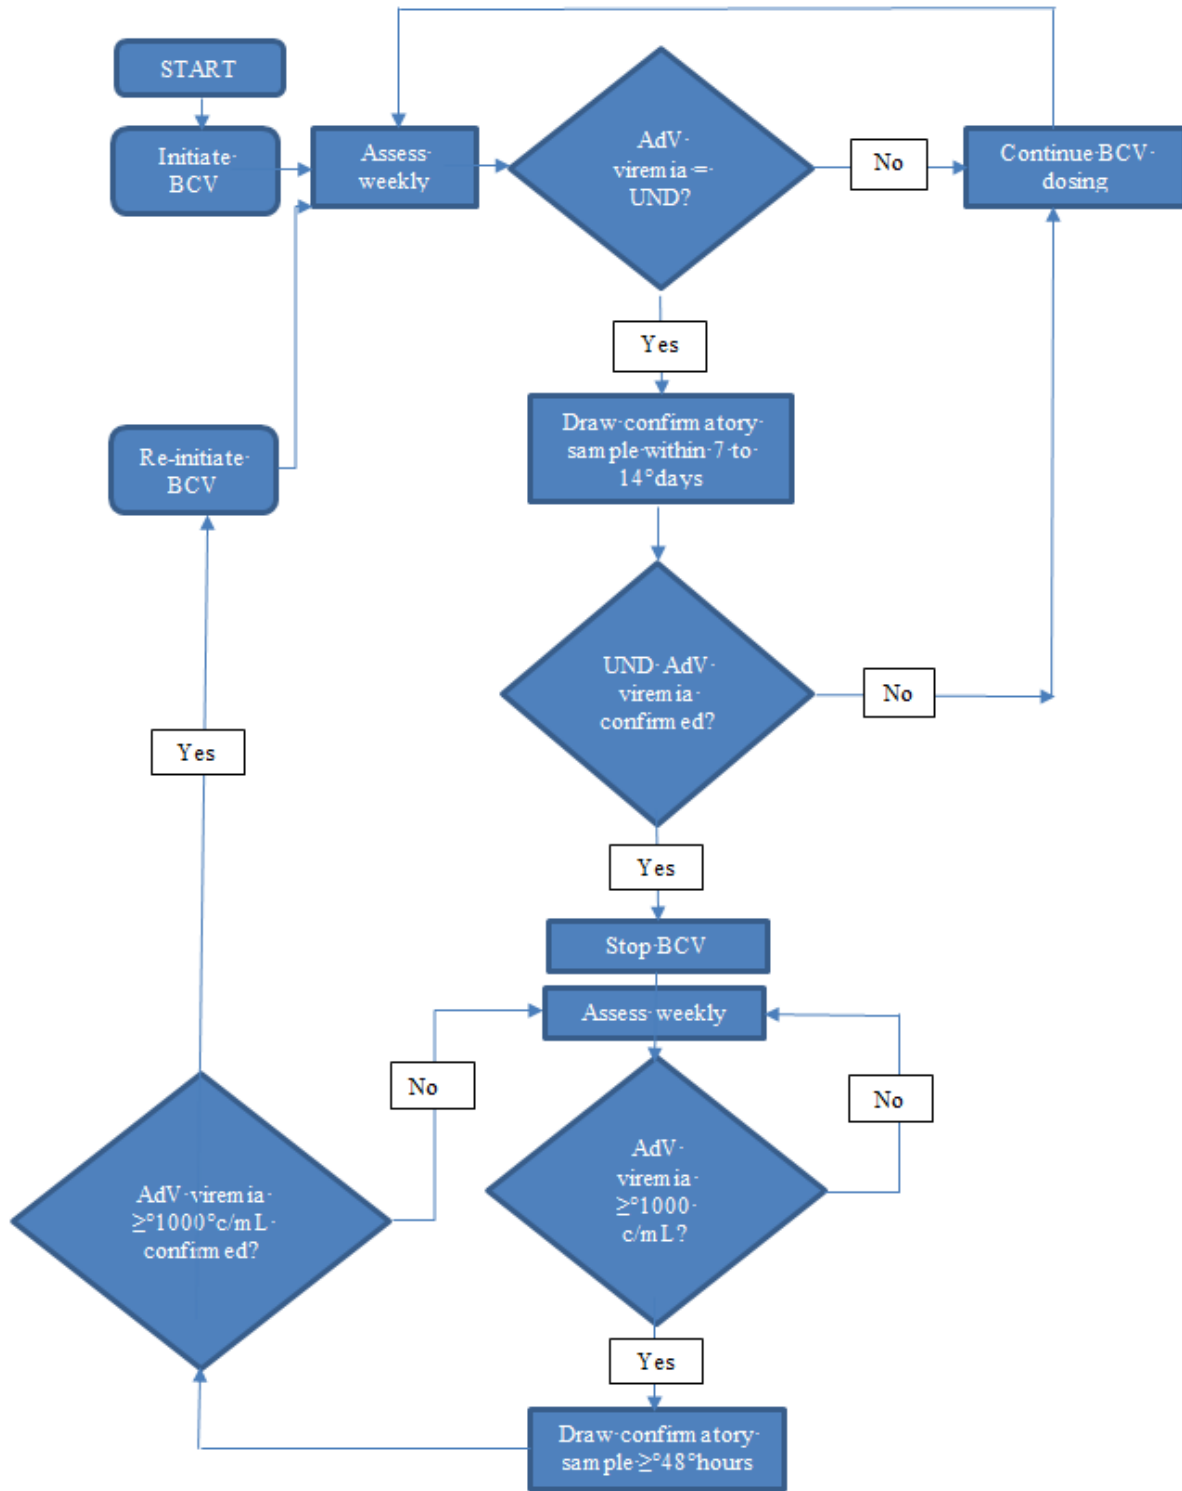 START
Initiate-
BCV
Assess-
weekly
AdV-
viremia-=-
UND?
No
Continue-BCV-
dosing
Yes
Draw-confirmatory-
sample-within-7-to-
14°days
Re-initiate-
BCV
UND-AdV-
viremia-
confirmed?
No
Yes
Yes
Stop-BCV
Assess-weekly
No
No
AdV-
viremia-
≥°1000-
c/mL?
AdV-viremia-
≥°1000°c/mL-
confirmed?
Yes
Draw-confirmatory-
sample-≥°48°hours